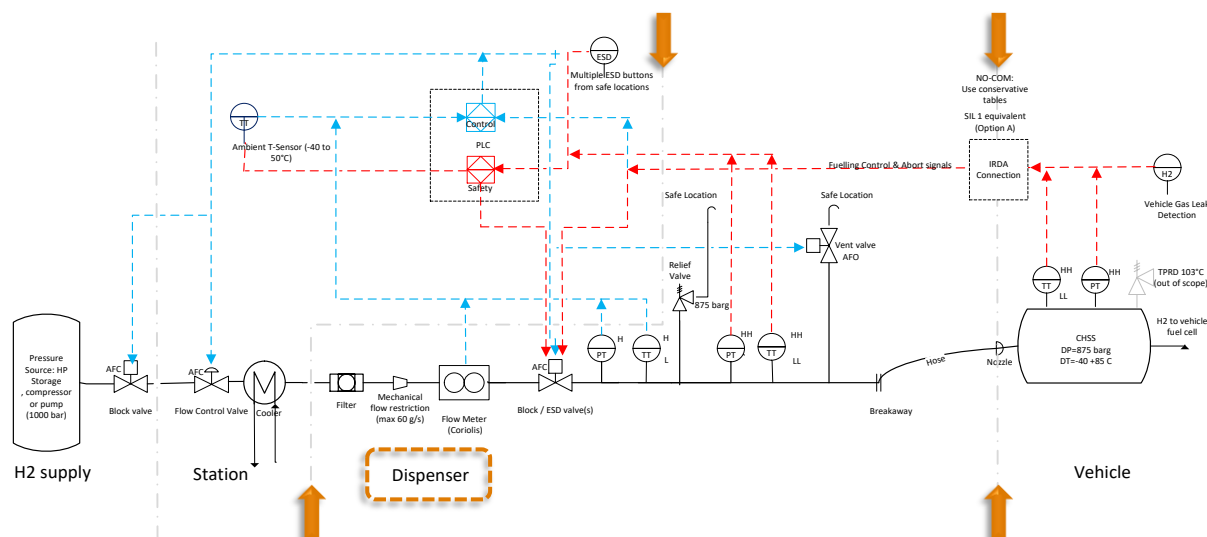 ESD
Multiple ESD buttons
from safe locations
NO-COM:
Use conservative
tables
SIL 1 equivalent
(Option A)
TT
Ambient T-Sensor (-40 to
50°C)
Control
PLC
Safety
Fuelling Control & Abort signals
IRDA
Connection
H2
Vehicle Gas Leak
Detection
Safe Location
Safe Location
Vent valve
AFO
Relief
Valve
875 barg
TT
HH
LL
PT
HH
TPRD 103°C
(out of scope)
H2 to vehicle
fuel cell
Pressure
Source: HP
Storage
, compressor
or pump
(1000 bar)
AFC
Block valve
AFC
Flow Control Valve
Cooler
Filter
Mechanical
flow restriction
(max 60 g/s)
Flow Meter
(Coriolis)
AFC
Block / ESD valve(s)
PT
H
TT
H
L
PT
HH
TT
HH
LL
Breakaway
Hose
Nozzle
CHSS
DP=875 barg
DT=-40 +85 C
H2 supply
Station
Dispenser
Vehicle